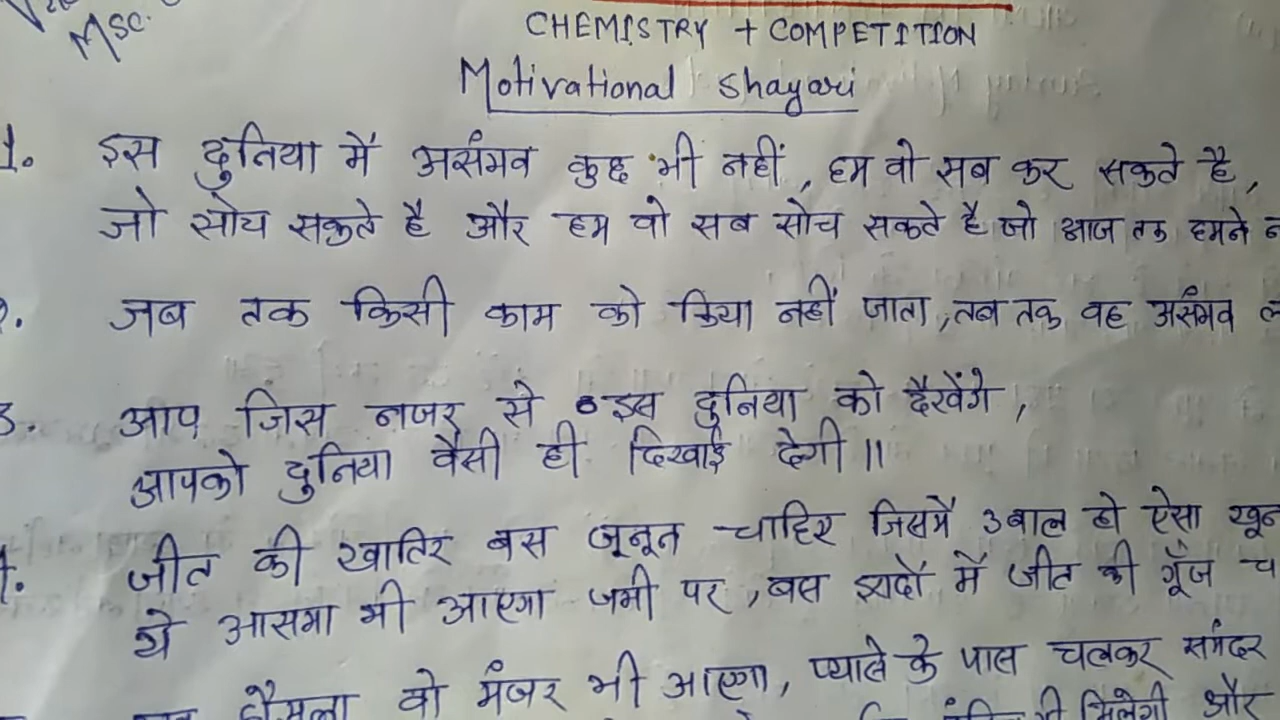 Msc.
CHEMISTRY + COMPETITION
Motivational Shayari
1. इस दुनिया में असंभव कुछ भी नहीं, हम वो सब कर सकते है,
जो सोच सकते है और हम वो सब सोच सकते है जो आज तक हमने
2. जब तक किसी काम को किया नहीं जाता, तब तक वह असंभव
3. आप जिस नजर से इस दुनिया को देखेंगे,
आपको दुनिया वैसी ही दिखाई देगी॥
4. जीत की खातिर बस जूनून चाहिए जिसमें उबाल हो ऐसा खून
ये आसमा भी आएगा जमी पर, बस इरादों में जीत की गूँज
हौसला वो मंजर भी आएगा, प्यासे के पास चलकर समंदर
मिलेगी और